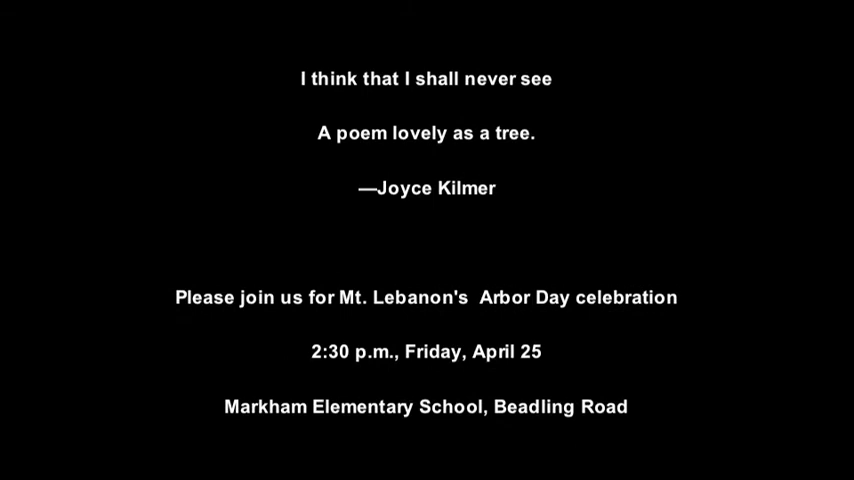 I think that I shall never see
A poem lovely as a tree.
—Joyce Kilmer
Please join us for Mt. Lebanon's  Arbor Day celebration
2:30 p.m., Friday, April 25
Markham Elementary School, Beadling Road